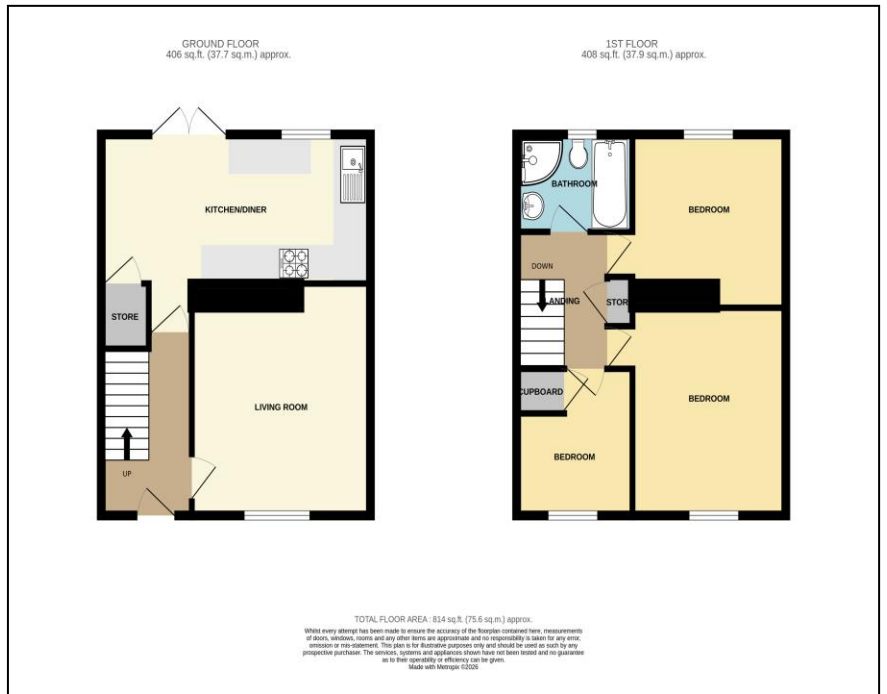 GROUND FLOOR
406 sq.ft. (37.7 sq.m.) approx.
1ST FLOOR
408 sq.ft. (37.9 sq.m.) approx.
KITCHEN/DINER
STORE
LIVING ROOM
UP
BATHROOM
BEDROOM
DOWN
LANDING
STOR
BEDROOM
CUPBOARD
BEDROOM
TOTAL FLOOR AREA : 814 sq.ft. (75.6 sq.m.) approx.
Whilst every attempt has been made to ensure the accuracy of the floorplan contained here, measurements
of doors, windows, rooms and any other items are approximate and no responsibility is taken for any error,
omission or mis-statement. This plan is for illustrative purposes only and should be used as such by any
prospective purchaser. The services, systems and appliances shown have not been tested and no guarantee
as to their operability or efficiency can be given.
Made with Metropix ©2026